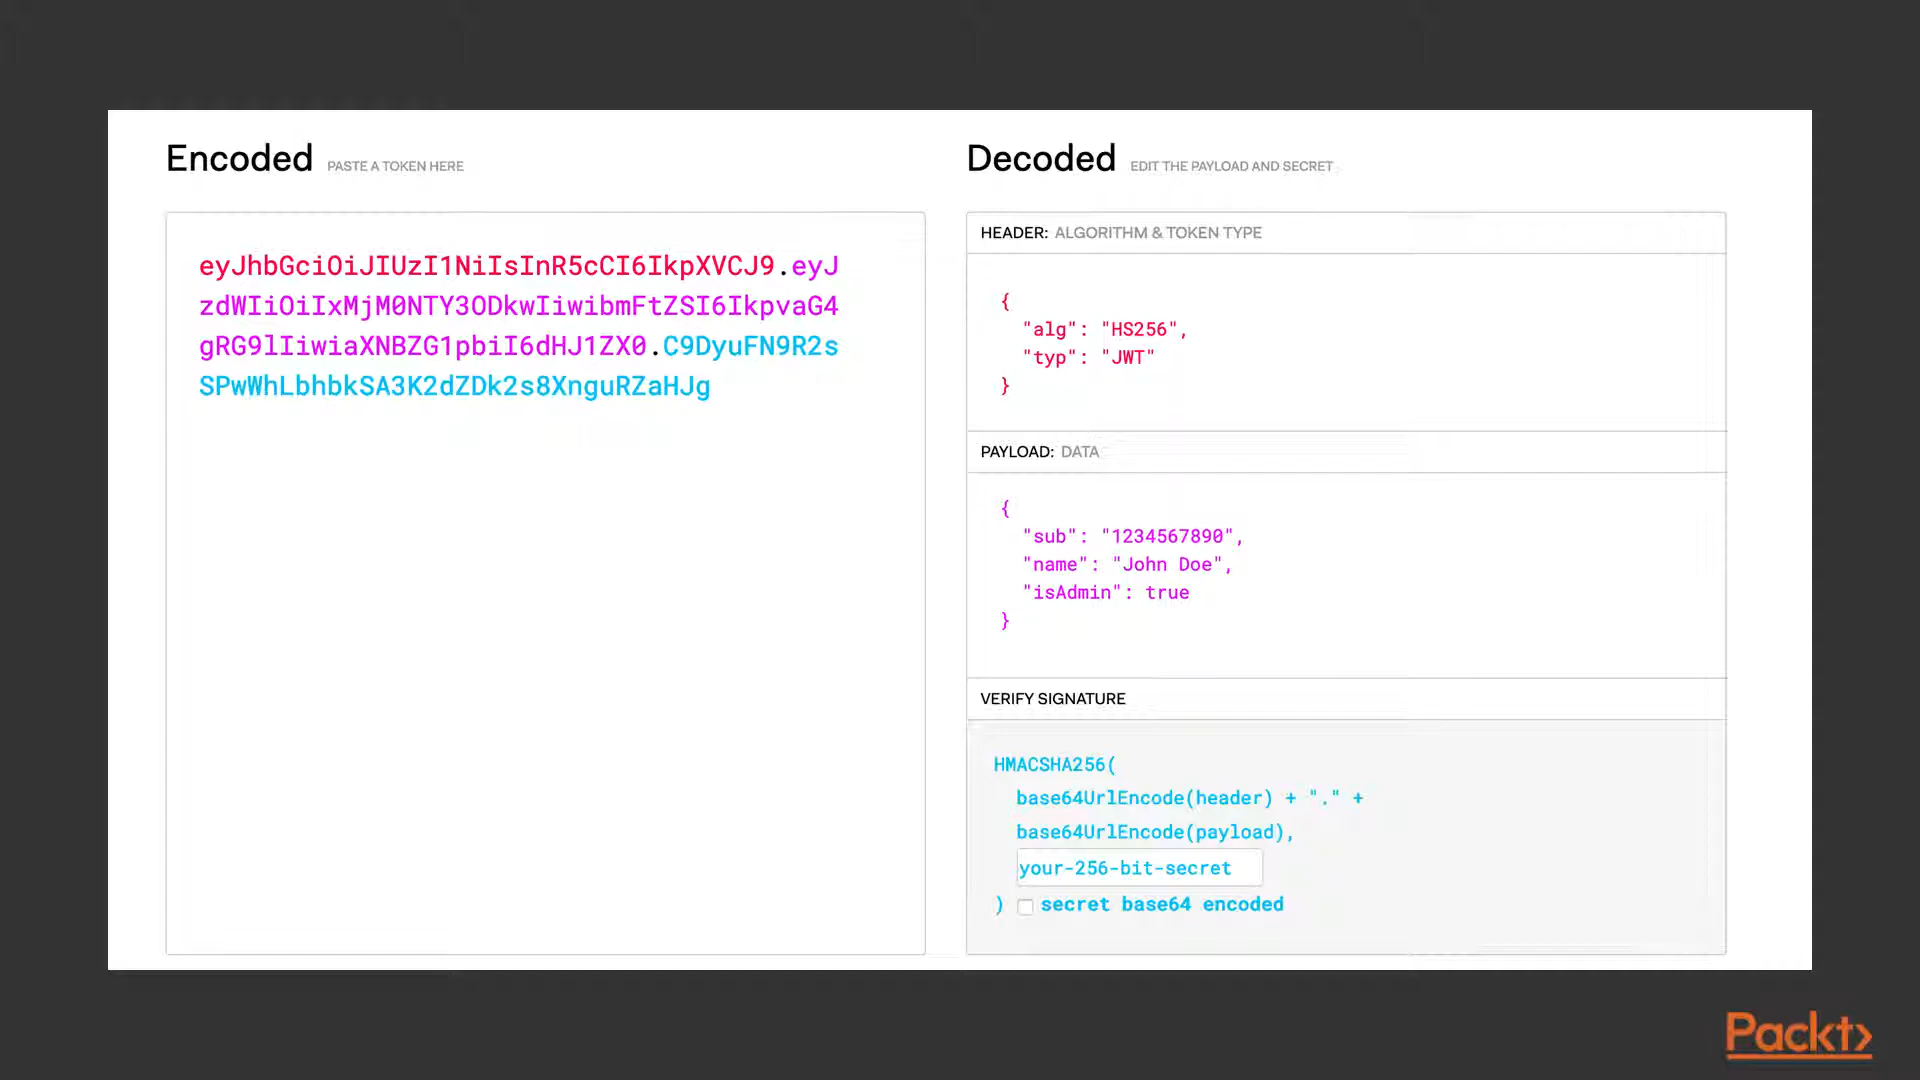 Encoded PASTE A TOKEN HERE
eyJhbGciOiJIUzI1NiIsInR5cCI6IkpXVCJ9.eyJ
zdWIiOiIxMjM0NTY3ODkwIiwibmFtZSI6IkpvaG4
gRG9lIiwiaXNBZG1pbiI6dHJ1ZX0.C9DyuFN9R2s
SPwWhLbhbkSA3K2dZDk2s8XnguRZaHJg
Decoded EDIT THE PAYLOAD AND SECRET
HEADER: ALGORITHM & TOKEN TYPE
{
"alg": "HS256",
"typ": "JWT"
}
PAYLOAD: DATA
{
"sub": "1234567890",
"name": "John Doe",
"isAdmin": true
}
VERIFY SIGNATURE
HMACSHA256(
base64UrlEncode(header) + "." +
base64UrlEncode(payload),
your-256-bit-secret
) secret base64 encoded
Packt>